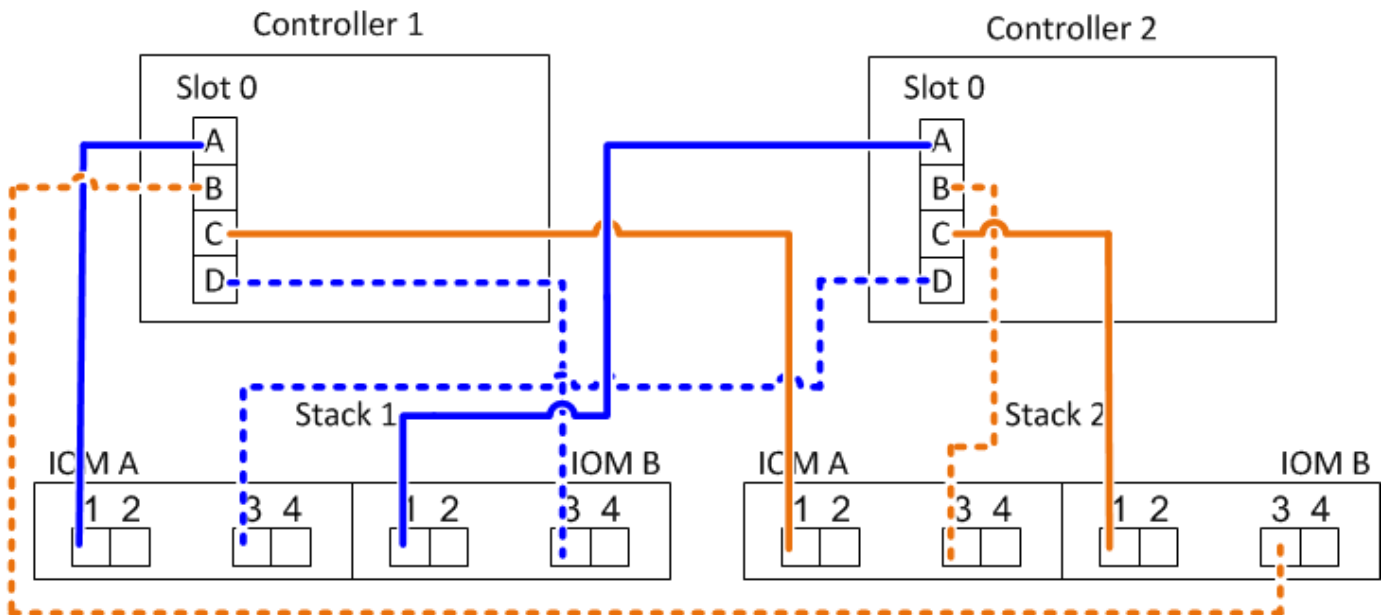 Controller 1
Controller 2
Slot 0
A
B
C
D
Slot 0
A
B
C
D
Stack 1
Stack 2
IOM A
IOM B
IOM A
IOM B
1 2
3 4
1 2
3 4
1 2
3 4
1 2
3 4